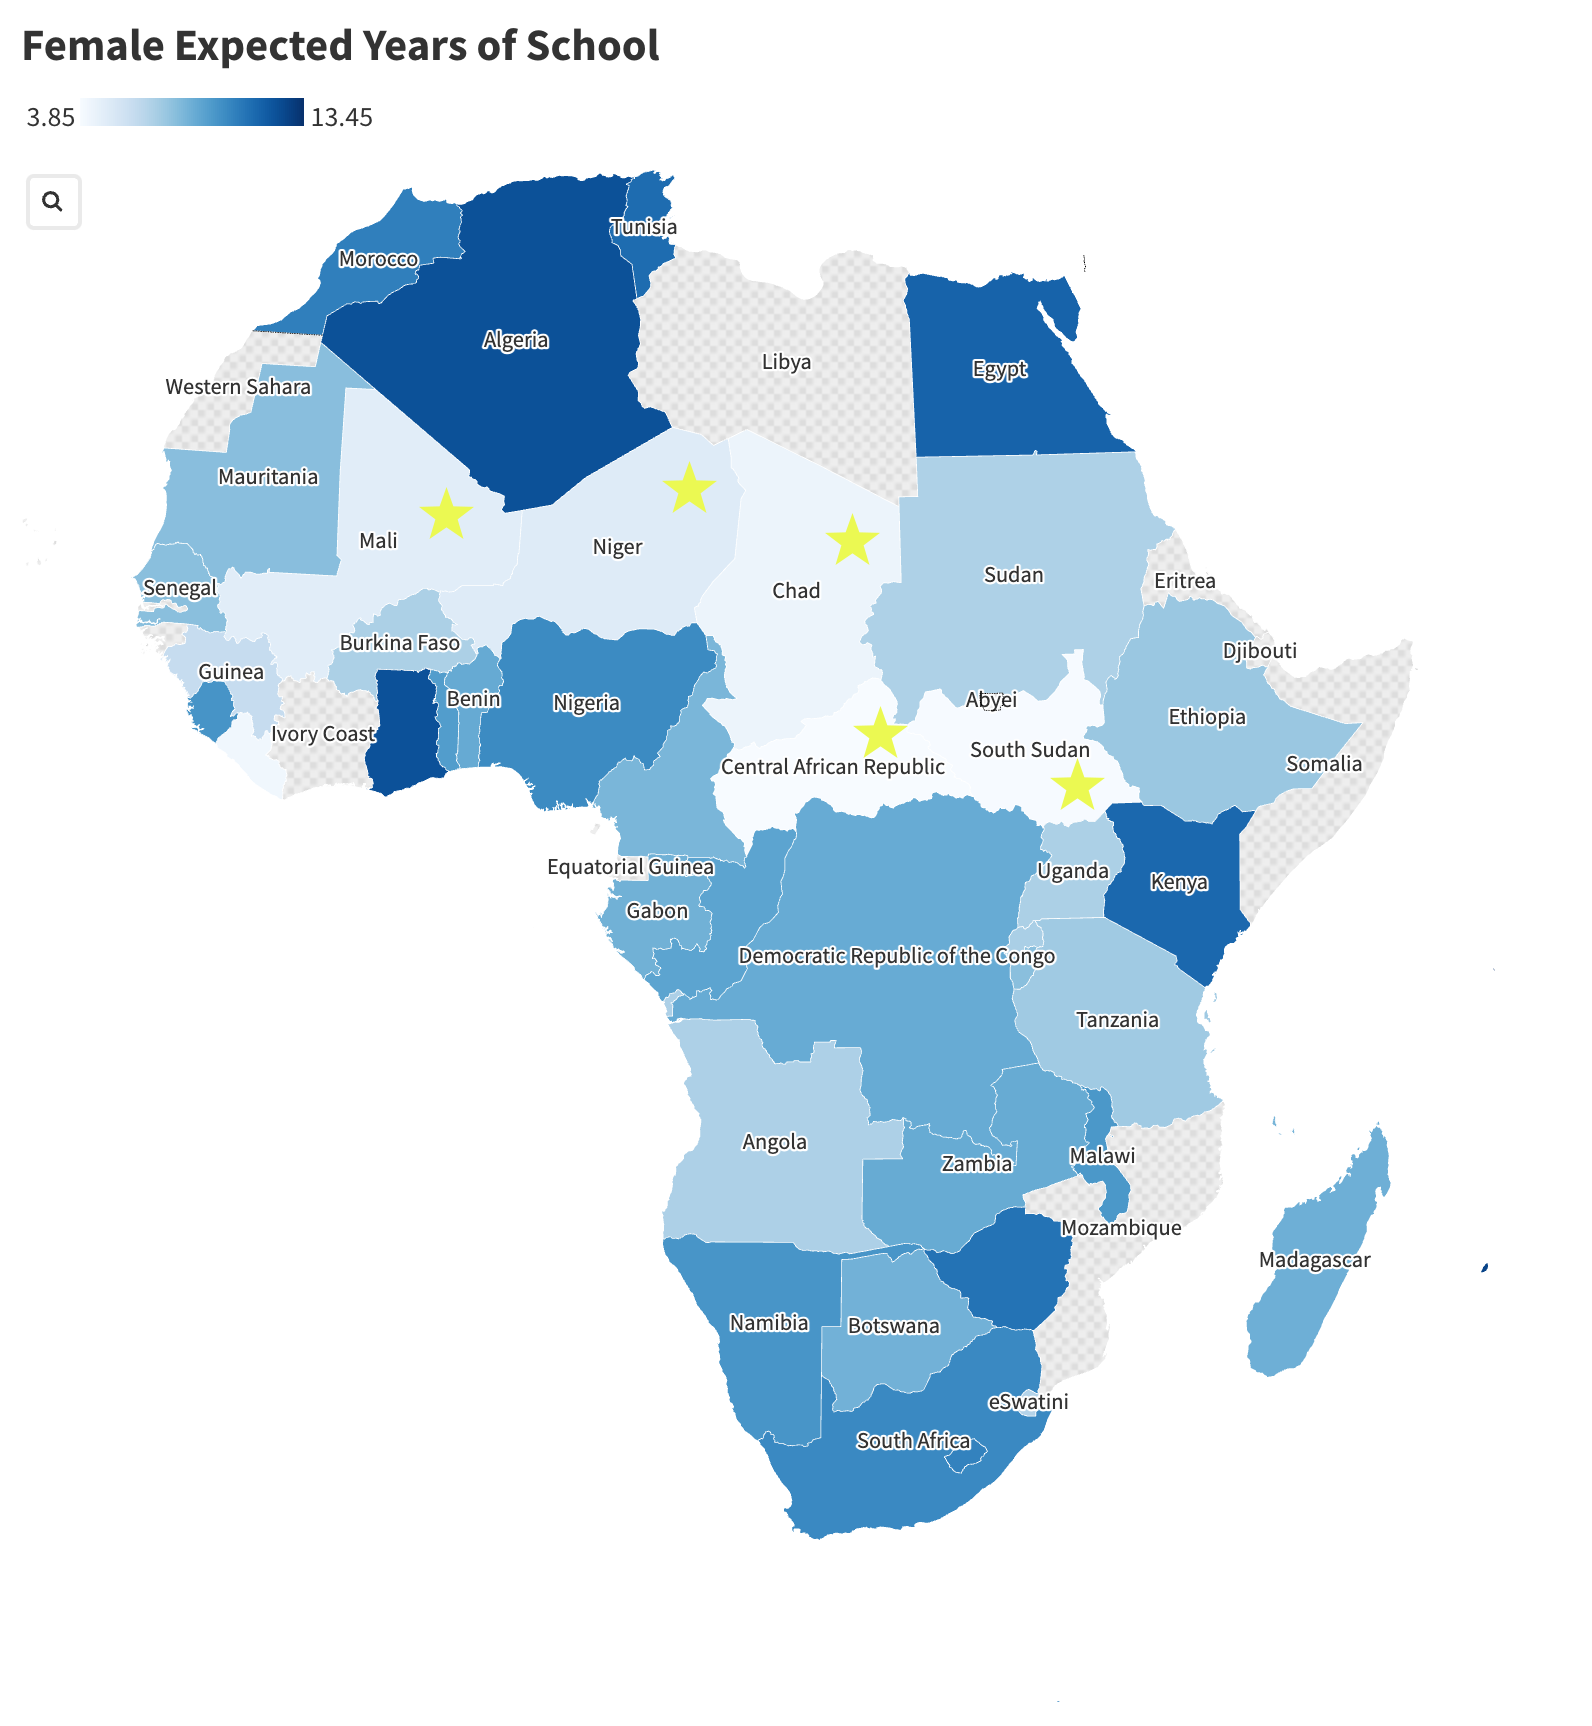 Female Expected Years of School
3.85 13.45
Tunisia
Morocco
Algeria
Libya
Egypt
Western Sahara
Mauritania
Mali
Niger
Sudan
Eritrea
Senegal
Chad
Burkina Faso
Djibouti
Guinea
Benin
Nigeria
Abyei
Ethiopia
Ivory Coast
South Sudan
Central African Republic
Somalia
Equatorial Guinea
Uganda
Kenya
Gabon
Democratic Republic of the Congo
Tanzania
Angola
Zambia
Malawi
Mozambique
Madagascar
Namibia
Botswana
eSwatini
South Africa